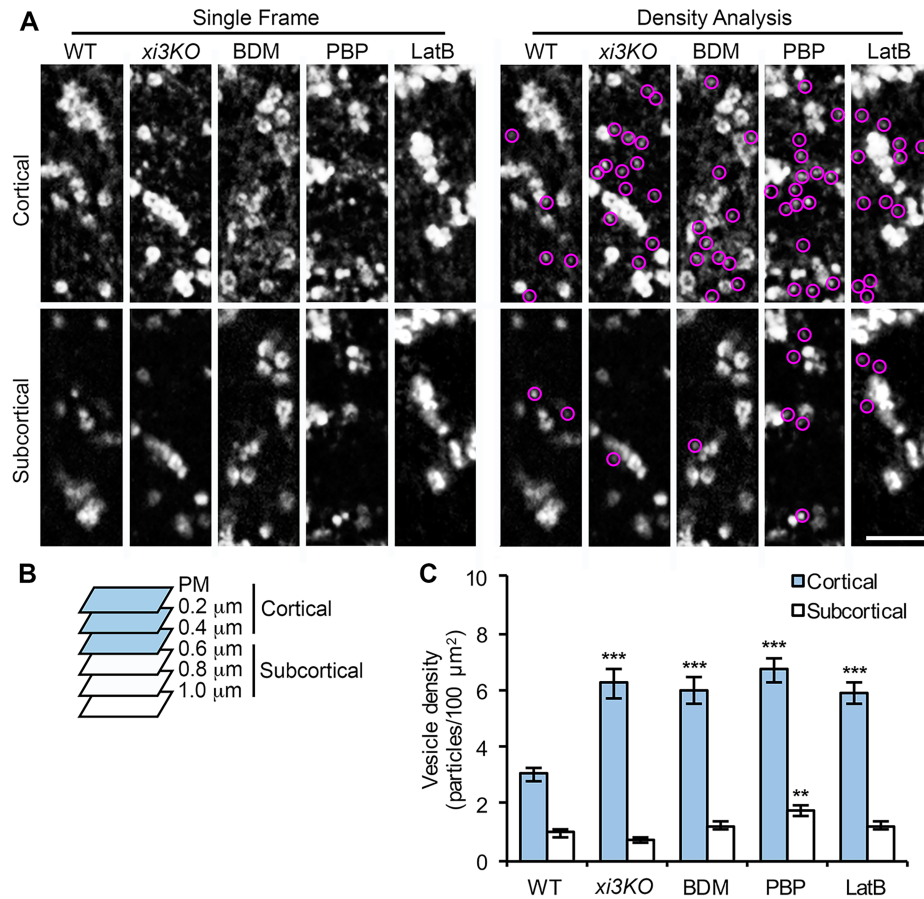 A
Single Frame
Density Analysis
WT xi3KO BDM PBP LatB
WT xi3KO BDM PBP LatB
Cortical
Subcortical
B
PM
0.2 µm
0.4 µm
0.6 µm
0.8 µm
1.0 µm
Cortical
Subcortical
C
Vesicle density
(particles/100 µm²)
10
8
6
4
2
0
Cortical
Subcortical
***
***
***
**
***
WT xi3KO BDM PBP LatB